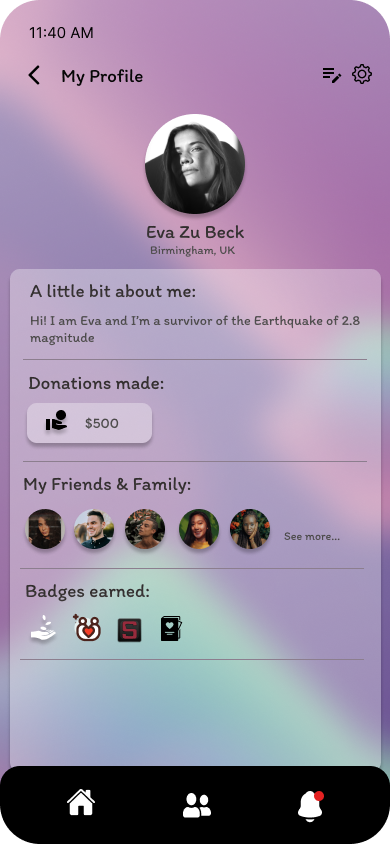 11:40 AM
My Profile
Eva Zu Beck
Birmingham, UK
A little bit about me:
Hi! I am Eva and I'm a survivor of the Earthquake of 2.8
magnitude
Donations made:
$500
My Friends & Family:
See more...
Badges earned:
S